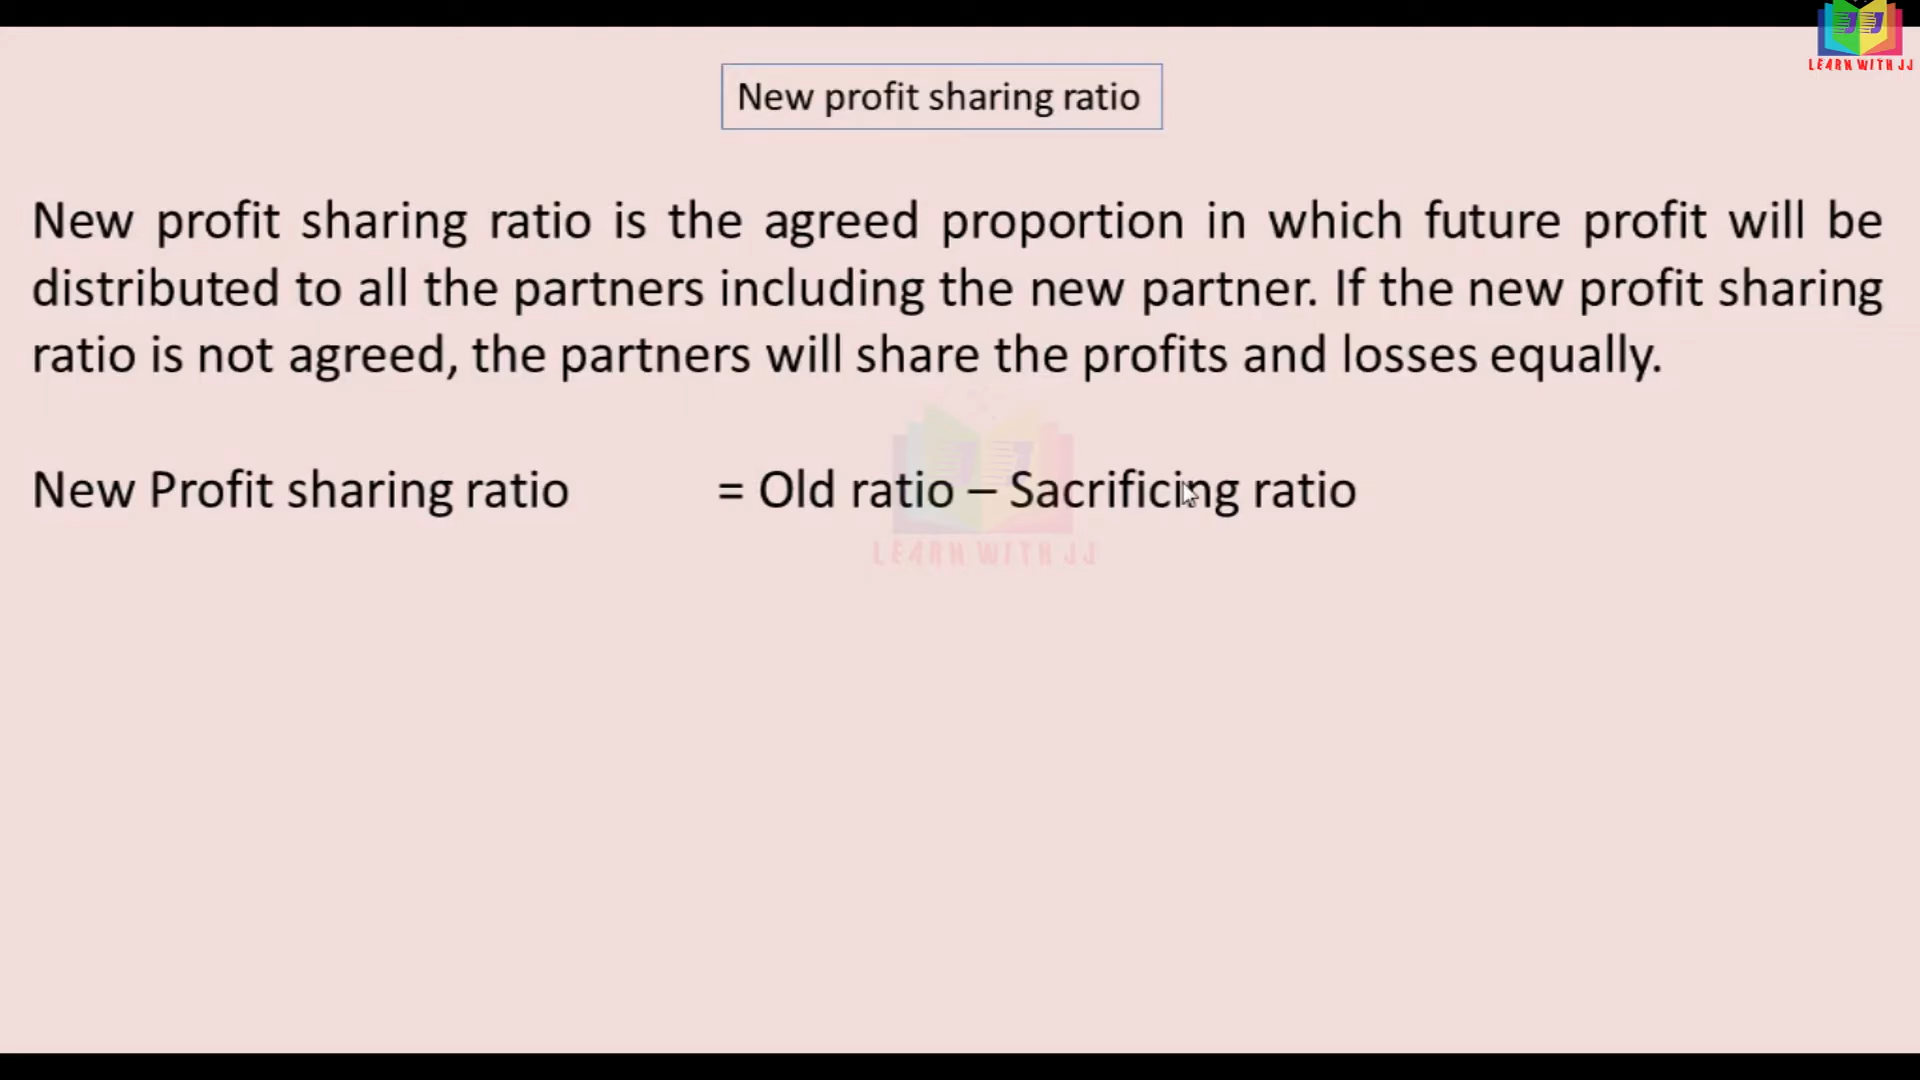 LEARN WITH JJ
New profit sharing ratio
New profit sharing ratio is the agreed proportion in which future profit will be
distributed to all the partners including the new partner. If the new profit sharing
ratio is not agreed, the partners will share the profits and losses equally.
New Profit sharing ratio = Old ratio – Sacrificing ratio
LEARN WITH JJ